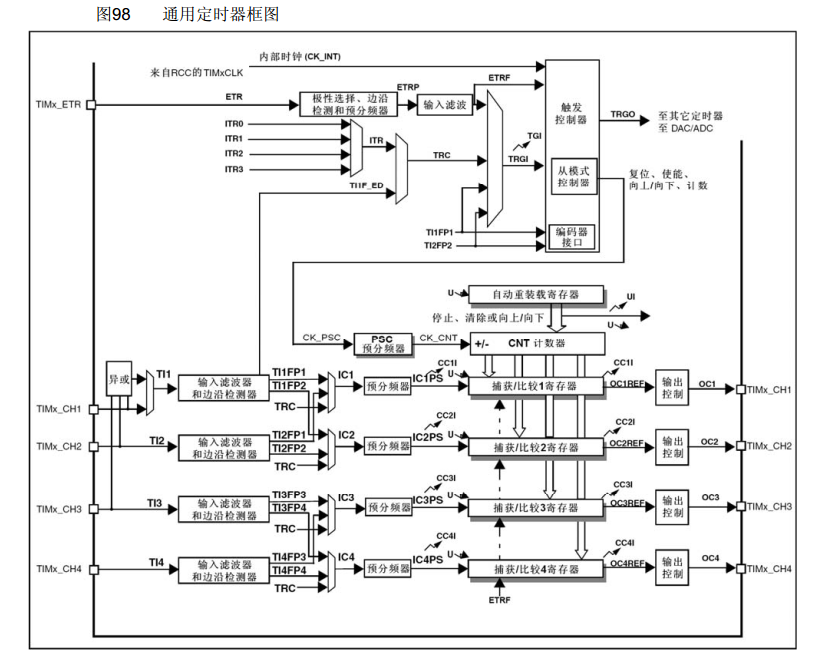 图98 通用定时器框图
内部时钟 (CK_INT)
来自RCC的TIMxCLK
TIMx_ETR
ETR
极性选择、边沿
检测和预分频器
ETRP
输入滤波
ETRF
触发
控制器
TRGO
至其它定时器
至 DAC/ADC
ITR0
ITR1
ITR2
ITR3
ITR
TRC
TI1F_ED
TGI
TRGI
从模式
控制器
复位、使能、
向上/向下、计数
TI1FP1
TI2FP2
编码器
接口
U
自动重装载寄存器
UI
U
停止、清除或向上/向下
CK_PSC
PSC
预分频器
CK_CNT
+/-
CNT 计数器
异或
TI1
TIMx_CH1
输入滤波器
和边沿检测器
TI1FP1
TI1FP2
TRC
IC1
预分频器
IC1PS
CC1I
U
捕获/比较1寄存器
CC1I
OC1REF
输出
控制
OC1
TIMx_CH1
TIMx_CH2
TI2
输入滤波器
和边沿检测器
TI2FP1
TI2FP2
TRC
IC2
预分频器
IC2PS
CC2I
U
捕获/比较2寄存器
CC2I
OC2REF
输出
控制
OC2
TIMx_CH2
TIMx_CH3
TI3
输入滤波器
和边沿检测器
TI3FP3
TI3FP4
TRC
IC3
预分频器
IC3PS
CC3I
U
捕获/比较3寄存器
CC3I
OC3REF
输出
控制
OC3
TIMx_CH3
TIMx_CH4
TI4
输入滤波器
和边沿检测器
TI4FP3
TI4FP4
TRC
IC4
预分频器
IC4PS
CC4I
U
捕获/比较4寄存器
CC4I
OC4REF
输出
控制
OC4
TIMx_CH4
ETRF